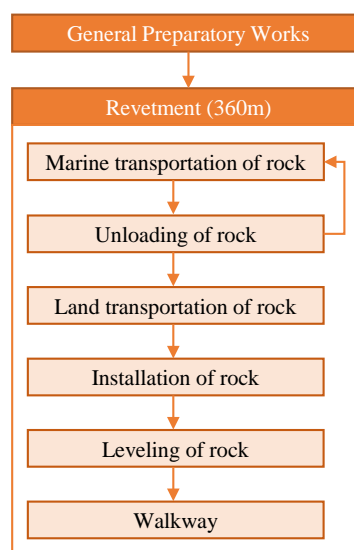 General Preparatory Works
Revetment (360m)
Marine transportation of rock
Unloading of rock
Land transportation of rock
Installation of rock
Leveling of rock
Walkway